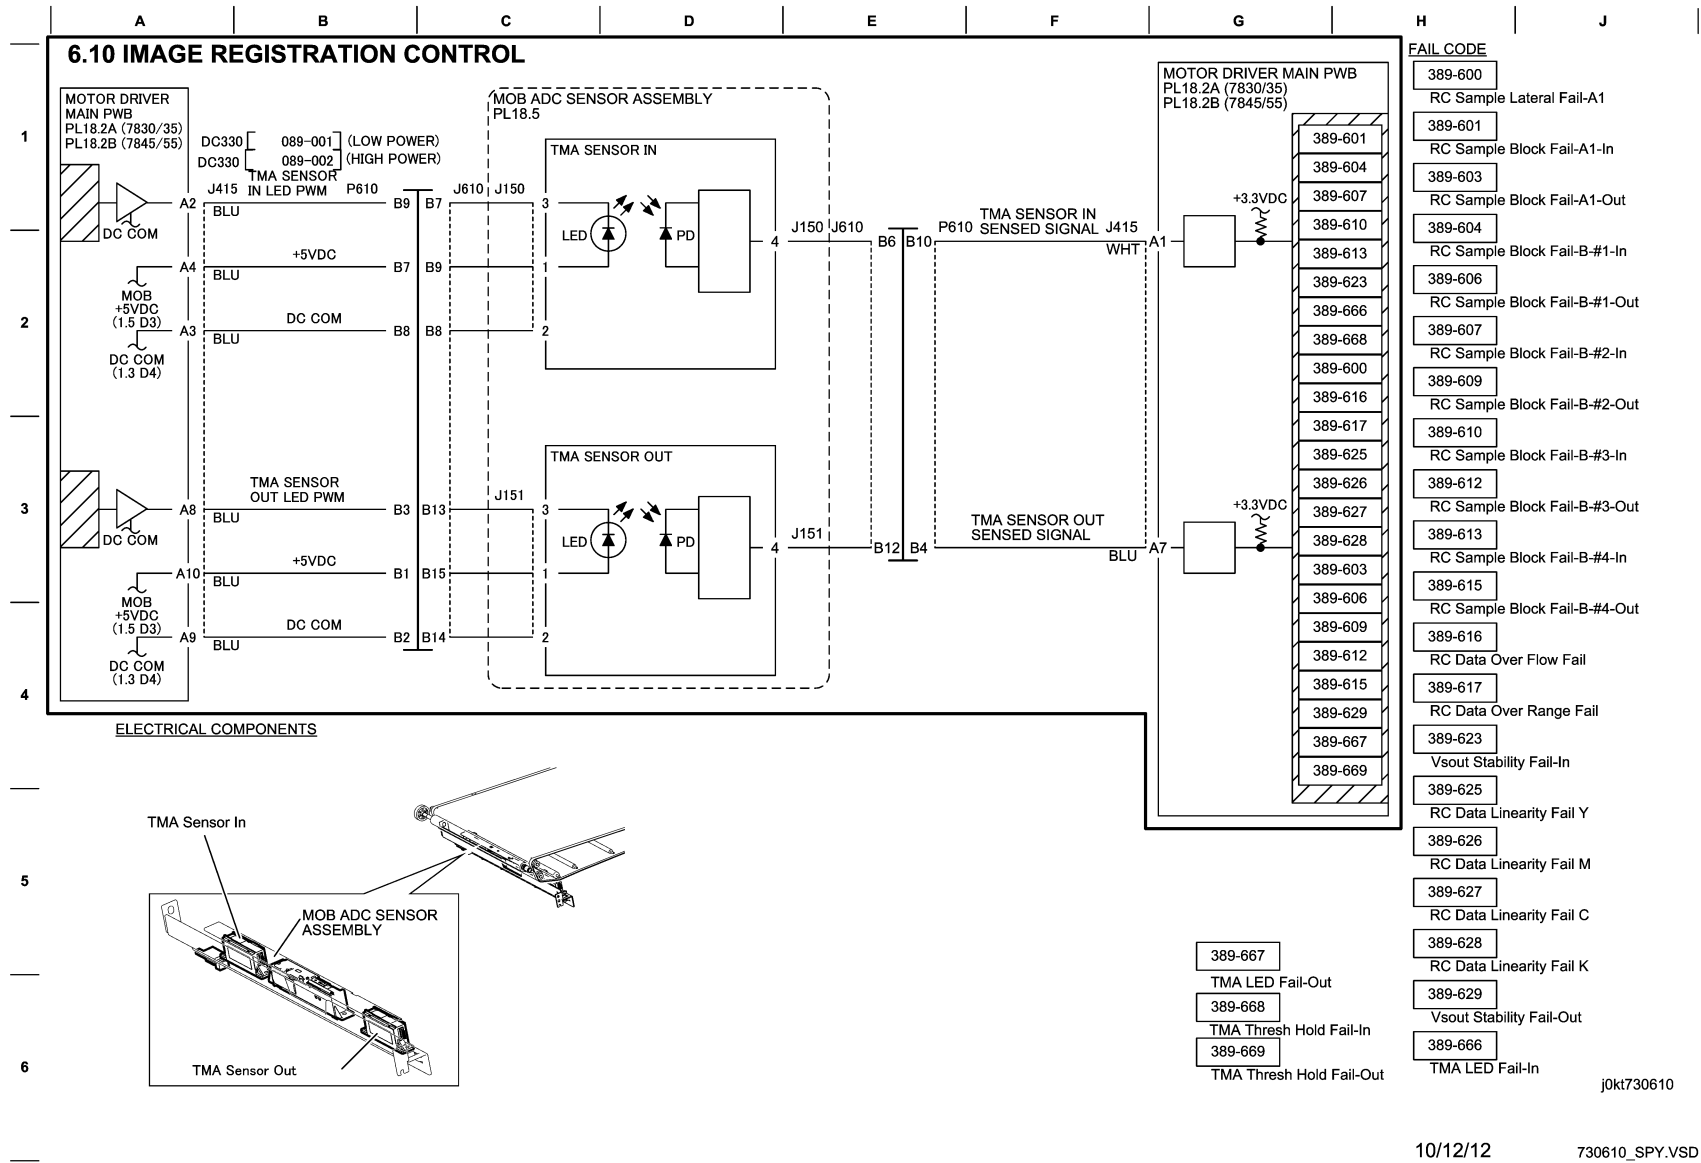 A B C D E F G H J
6.10 IMAGE REGISTRATION CONTROL
1
2
3
4
5
6
MOTOR DRIVER
MAIN PWB
PL18.2A (7830/35)
PL18.2B (7845/55)
DC330 089-001 (LOW POWER)
DC330 089-002 (HIGH POWER)
TMA SENSOR
IN LED PWM
J415
P610
J610 J150
A2
BLU
B9 B7
3
DC COM
A4
BLU
+5VDC
B7 B9
1
MOB
+5VDC
(1.5 D3)
A3
BLU
DC COM
B8 B8
2
DC COM
(1.3 D4)
MOB ADC SENSOR ASSEMBLY
PL18.5
TMA SENSOR IN
LED
PD
4
J150 J610
B6 B10
P610
TMA SENSOR IN
SENSED SIGNAL
J415
WHT
A1
TMA SENSOR
OUT LED PWM
J151
A8
BLU
B3 B13
3
DC COM
A10
BLU
+5VDC
B1 B15
1
MOB
+5VDC
(1.5 D3)
A9
BLU
DC COM
B2 B14
2
DC COM
(1.3 D4)
TMA SENSOR OUT
LED
PD
4
J151
B12 B4
TMA SENSOR OUT
SENSED SIGNAL
BLU
A7
MOTOR DRIVER MAIN PWB
PL18.2A (7830/35)
PL18.2B (7845/55)
+3.3VDC
+3.3VDC
389-601
389-604
389-607
389-610
389-613
389-623
389-666
389-668
389-600
389-616
389-617
389-625
389-626
389-627
389-628
389-603
389-606
389-609
389-612
389-615
389-629
389-667
389-669
FAIL CODE
389-600
RC Sample Lateral Fail-A1
389-601
RC Sample Block Fail-A1-In
389-603
RC Sample Block Fail-A1-Out
389-604
RC Sample Block Fail-B-#1-In
389-606
RC Sample Block Fail-B-#1-Out
389-607
RC Sample Block Fail-B-#2-In
389-609
RC Sample Block Fail-B-#2-Out
389-610
RC Sample Block Fail-B-#3-In
389-612
RC Sample Block Fail-B-#3-Out
389-613
RC Sample Block Fail-B-#4-In
389-615
RC Sample Block Fail-B-#4-Out
389-616
RC Data Over Flow Fail
389-617
RC Data Over Range Fail
389-623
Vsout Stability Fail-In
389-625
RC Data Linearity Fail Y
389-626
RC Data Linearity Fail M
389-627
RC Data Linearity Fail C
389-628
RC Data Linearity Fail K
389-629
Vsout Stability Fail-Out
389-666
TMA LED Fail-In
389-667
TMA LED Fail-Out
389-668
TMA Thresh Hold Fail-In
389-669
TMA Thresh Hold Fail-Out
ELECTRICAL COMPONENTS
TMA Sensor In
MOB ADC SENSOR
ASSEMBLY
TMA Sensor Out
j0kt730610
10/12/12
730610_SPY.VSD